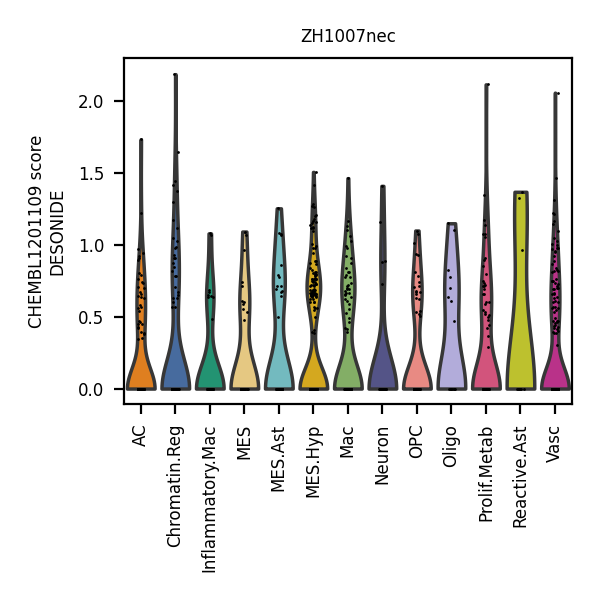 ZH1007nec
CHEMBL1201109 score
DESONIDE
2.0
1.5
1.0
0.5
0.0
AC
Chromatin.Reg
Inflammatory.Mac
MES
MES.Ast
MES.Hyp
Mac
Neuron
OPC
Oligo
Prolif.Metab
Reactive.Ast
Vasc